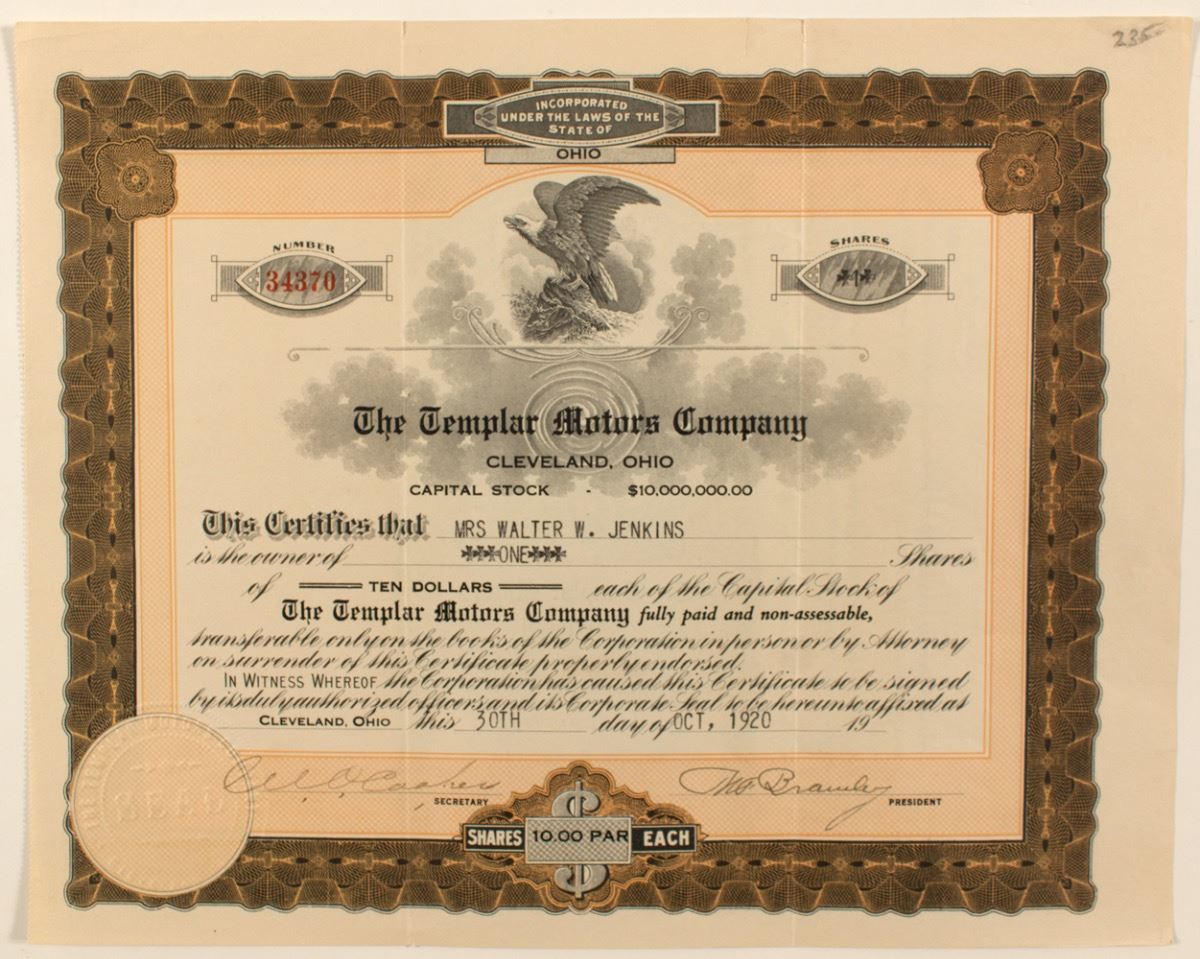 235
INCORPORATED
UNDER THE LAWS OF THE
STATE OF
OHIO
NUMBER
34370
SHARES
1
The Templar Motors Company
CLEVELAND, OHIO
CAPITAL STOCK - $10,000,000.00
This Certifies that MRS WALTER W. JENKINS
is the owner of ONE Shares
of TEN DOLLARS each of the Capital Stock of
The Templar Motors Company fully paid and non-assessable,
transferable only on the books of the Corporation in person or by Attorney
on surrender of this Certificate properly endorsed.
IN WITNESS WHEREOF the Corporation has caused this Certificate to be signed
by its duly authorized officers and its Corporate Seal to be hereunto affixed at
CLEVELAND, OHIO this 30TH day of OCT, 1920 19
SECRETARY
Bramley
PRESIDENT
SHARES 10.00 PAR EACH